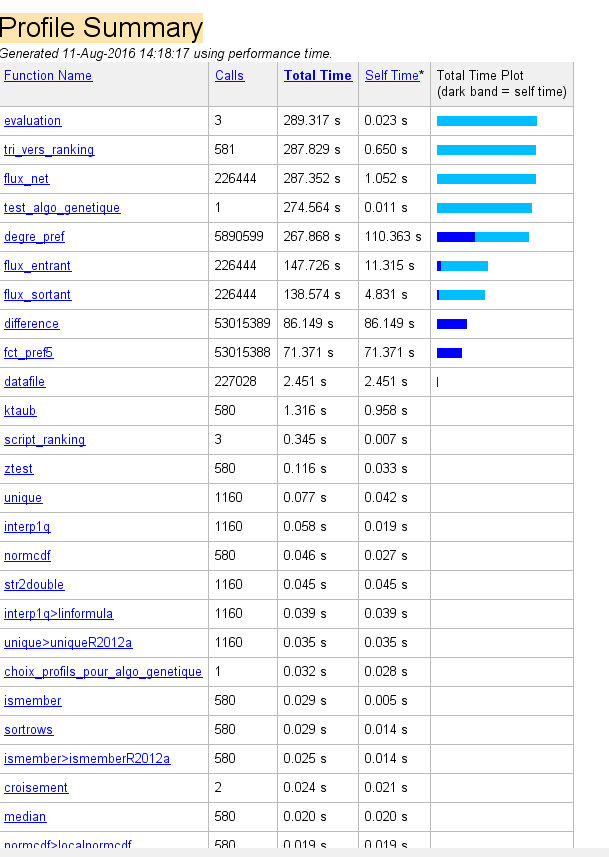 Profile Summary
Generated 11-Aug-2016 14:18:17 using performance time.
Function Name Calls Total Time Self Time* Total Time Plot
(dark band = self time)
evaluation 3 289.317 s 0.023 s
tri_vers_ranking 581 287.829 s 0.650 s
flux_net 226444 287.352 s 1.052 s
test_algo_genetique 1 274.564 s 0.011 s
degre_pref 5890599 267.868 s 110.363 s
flux_entrant 226444 147.726 s 11.315 s
flux_sortant 226444 138.574 s 4.831 s
difference 53015389 86.149 s 86.149 s
fct_pref5 53015388 71.371 s 71.371 s
datafile 227028 2.451 s 2.451 s
ktaub 580 1.316 s 0.958 s
script_ranking 3 0.345 s 0.007 s
ztest 580 0.116 s 0.033 s
unique 1160 0.077 s 0.042 s
interp1q 1160 0.058 s 0.019 s
normcdf 580 0.046 s 0.027 s
str2double 1160 0.045 s 0.045 s
interp1q>linformula 1160 0.039 s 0.039 s
unique>uniqueR2012a 1160 0.035 s 0.035 s
choix_profils_pour_algo_genetique 1 0.032 s 0.028 s
ismember 580 0.029 s 0.005 s
sortrows 580 0.029 s 0.014 s
ismember>ismemberR2012a 580 0.025 s 0.014 s
croisement 2 0.024 s 0.021 s
median 580 0.020 s 0.020 s
normcdf>localnormcdf 580 0.019 s 0.019 s